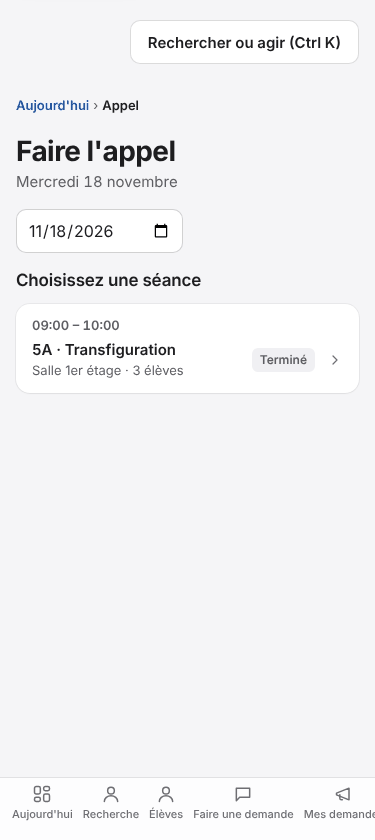 Rechercher ou agir (Ctrl K)
Aujourd'hui › Appel
Faire l'appel
Mercredi 18 novembre
11/18/2026
Choisissez une séance
09:00 – 10:00
5A · Transfiguration
Salle 1er étage · 3 élèves
Terminé
Aujourd'hui
Recherche
Élèves
Faire une demande
Mes demande